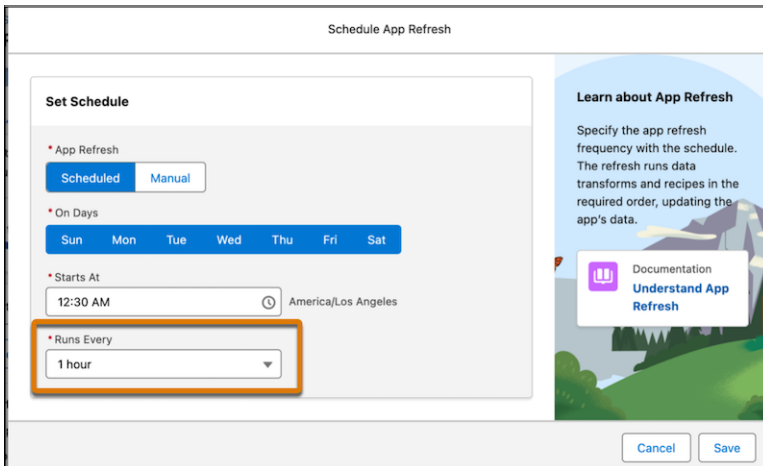 Schedule App Refresh
Set Schedule
* App Refresh
Scheduled Manual
* On Days
Sun Mon Tue Wed Thu Fri Sat
* Starts At
12:30 AM America/Los Angeles
* Runs Every
1 hour
Learn about App Refresh
Specify the app refresh
frequency with the schedule.
The refresh runs data
transforms and recipes in the
required order, updating the
app's data.
Documentation
Understand App
Refresh
Cancel Save